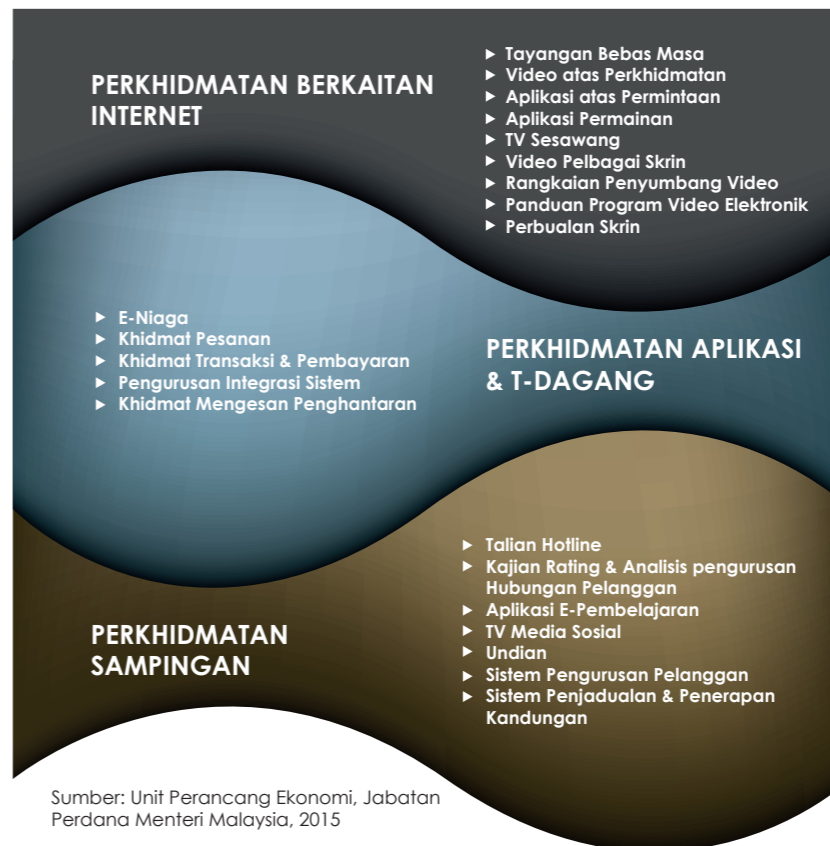 PERKHIDMATAN BERKAITAN
INTERNET
▶ Tayangan Bebas Masa
▶ Video atas Perkhidmatan
▶ Aplikasi atas Permintaan
▶ Aplikasi Permainan
▶ TV Sesawang
▶ Video Pelbagai Skrin
▶ Rangkaian Penyumbang Video
▶ Panduan Program Video Elektronik
▶ Perbualan Skrin
▶ E-Niaga
▶ Khidmat Pesanan
▶ Khidmat Transaksi & Pembayaran
▶ Pengurusan Integrasi Sistem
▶ Khidmat Mengesan Penghantaran
PERKHIDMATAN APLIKASI
& T-DAGANG
PERKHIDMATAN
SAMPINGAN
▶ Talian Hotline
▶ Kajian Rating & Analisis pengurusan
Hubungan Pelanggan
▶ Aplikasi E-Pembelajaran
▶ TV Media Sosial
▶ Undian
▶ Sistem Pengurusan Pelanggan
▶ Sistem Penjadualan & Penerapan
Kandungan
Sumber: Unit Perancang Ekonomi, Jabatan
Perdana Menteri Malaysia, 2015